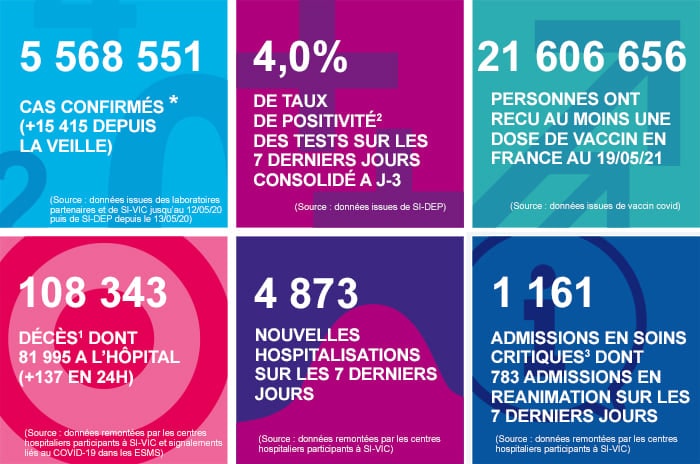 5 568 551
CAS CONFIRMÉS *
(+15 415 DEPUIS
LA VEILLE)
(Source : données issues des laboratoires
partenaires et de SI-VIC jusqu'au 12/05/20
puis de SI-DEP depuis le 13/05/20)
4,0%
DE TAUX
DE POSITIVITÉ²
DES TESTS SUR LES
7 DERNIERS JOURS
CONSOLIDÉ A J-3
(Source : données issues de SI-DEP)
21 606 656
PERSONNES ONT
RECU AU MOINS UNE
DOSE DE VACCIN EN
FRANCE AU 19/05/21
(Source : données issues de vaccin covid)
108 343
DÉCÈS¹ DONT
81 995 A L'HÔPITAL
(+137 EN 24H)
(Source : données remontées par les centres
hospitaliers participants à SI-VIC et signalements
liés au COVID-19 dans les ESMS)
4 873
NOUVELLES
HOSPITALISATIONS
SUR LES 7 DERNIERS
JOURS
(Source : données remontées par les centres
hospitaliers participants à SI-VIC)
1 161
ADMISSIONS EN SOINS
CRITIQUES³ DONT
783 ADMISSIONS EN
REANIMATION SUR LES
7 DERNIERS JOURS
(Source : données remontées par les centres
hospitaliers participants à SI-VIC)